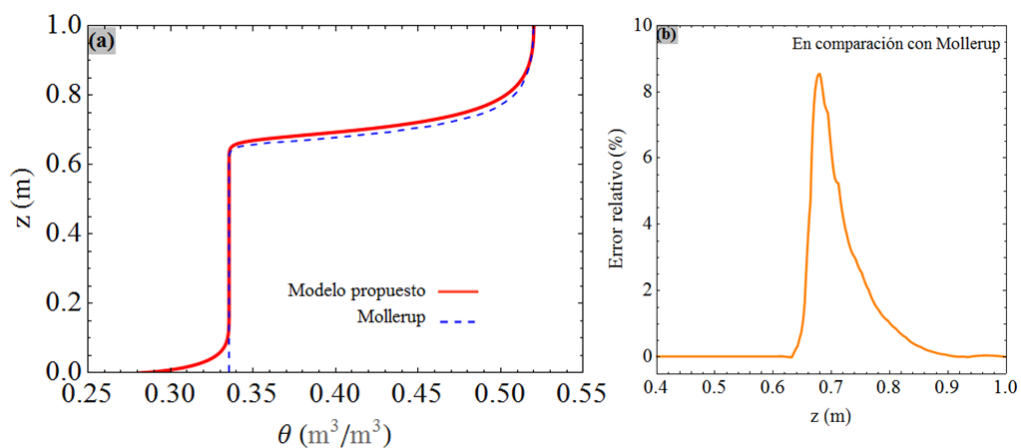 (a)
1.0
0.8
0.6
0.4
0.2
0.0
z (m)
Modelo propuesto
Mollerup
0.25 0.30 0.35 0.40 0.45 0.50 0.55
θ (m³/m³)
(b)
En comparación con Mollerup
10
8
6
4
2
0
Error relativo (%)
0.4 0.5 0.6 0.7 0.8 0.9 1.0
z (m)